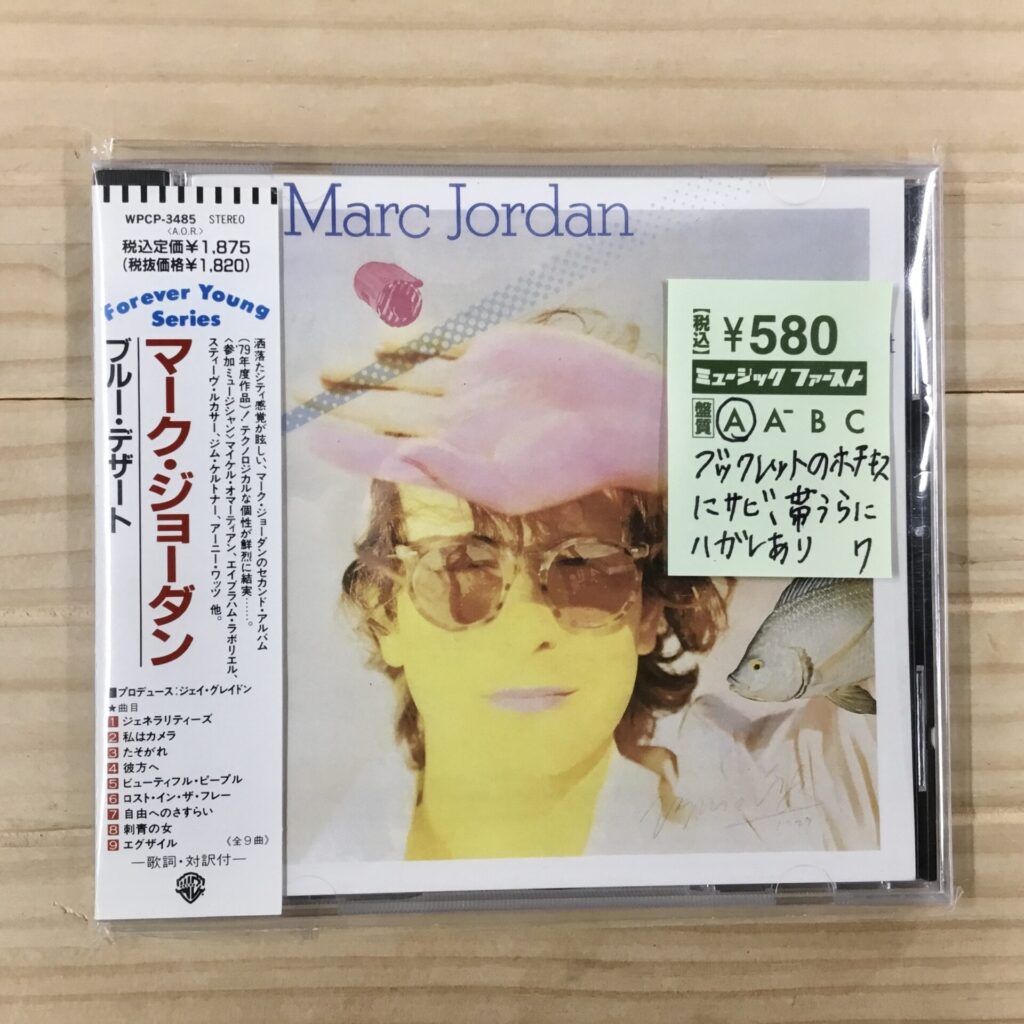 WPCP-3485 STEREO
〈A.O.R.〉
税込定価¥1,875
(税抜価格¥1,820)
Forever Young
Series
マーク・ジョーダン
ブルー・デザート
洒落たシティ感覚が眩しい、マーク・ジョーダンのセカンド・アルバム
('79年度作品)! テクノロジカルな個性が鮮烈に結実……。
〈参加ミュージシャン〉マイケル・オマーティアン、エイブラハム・ラボリエル、
スティーヴ・ルカサー、ジム・ケルトナー、アーニー・ワッツ 他。
■プロデュース:ジェイ・グレイドン
★曲目
1 ジェネラリティーズ
2 私はカメラ
3 たそがれ
4 彼方へ
5 ビューティフル・ピープル
6 ロスト・イン・ザ・フレー
7 自由へのさすらい
8 刺青の女
9 エグザイル 〈全9曲〉
—歌詞・対訳付—
Marc Jordan
【税込】¥580
ミュージック ファースト
盤質 A A⁻ B C
ブックレットのホチキス
にサビ、帯うらに
ハガレあり ワ